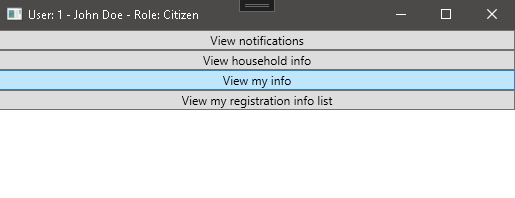 User: 1 - John Doe - Role: Citizen
View notifications
View household info
View my info
View my registration info list